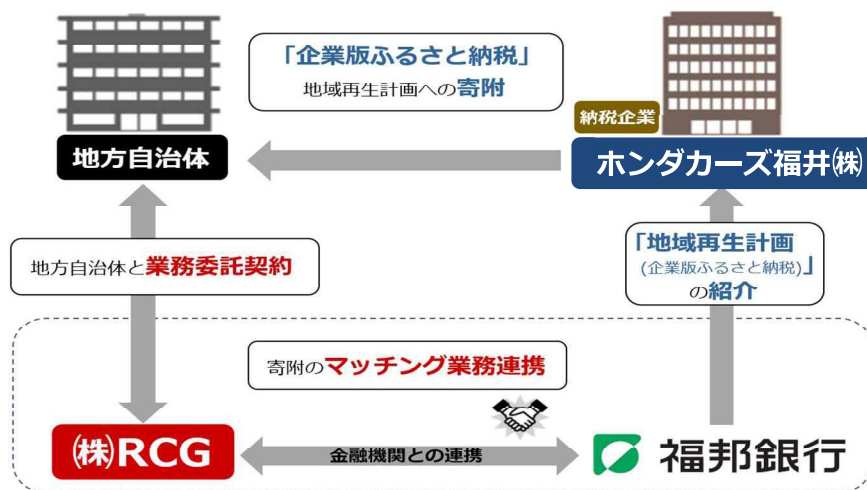 「企業版ふるさと納税」
地域再生計画への寄附
納税企業
地方自治体
ホンダカーズ福井㈱
地方自治体と業務委託契約
「地域再生計画
(企業版ふるさと納税)」
の紹介
寄附のマッチング業務連携
㈱RCG
金融機関との連携
福邦銀行